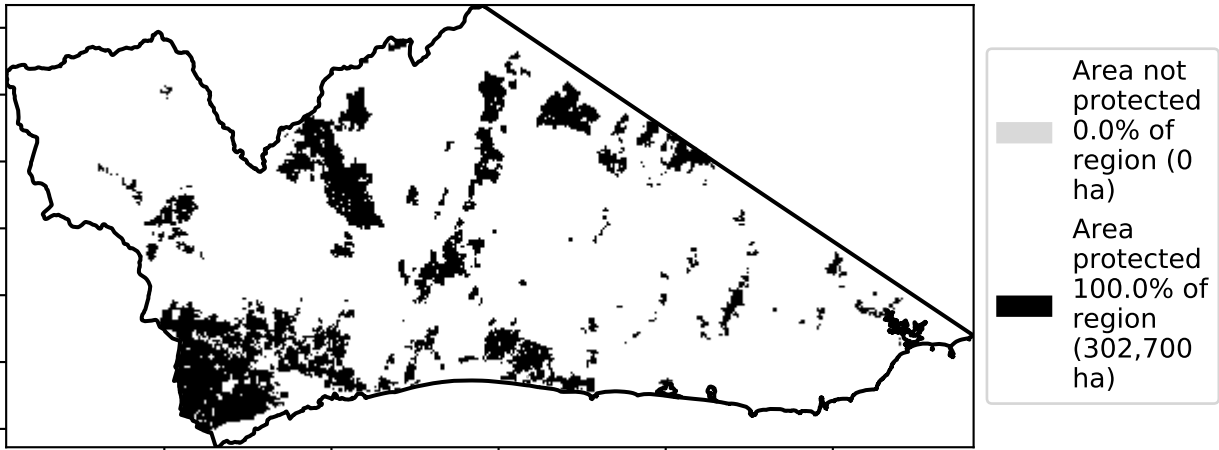 Area not
protected
0.0% of
region (0
ha)
Area
protected
100.0% of
region
(302,700
ha)